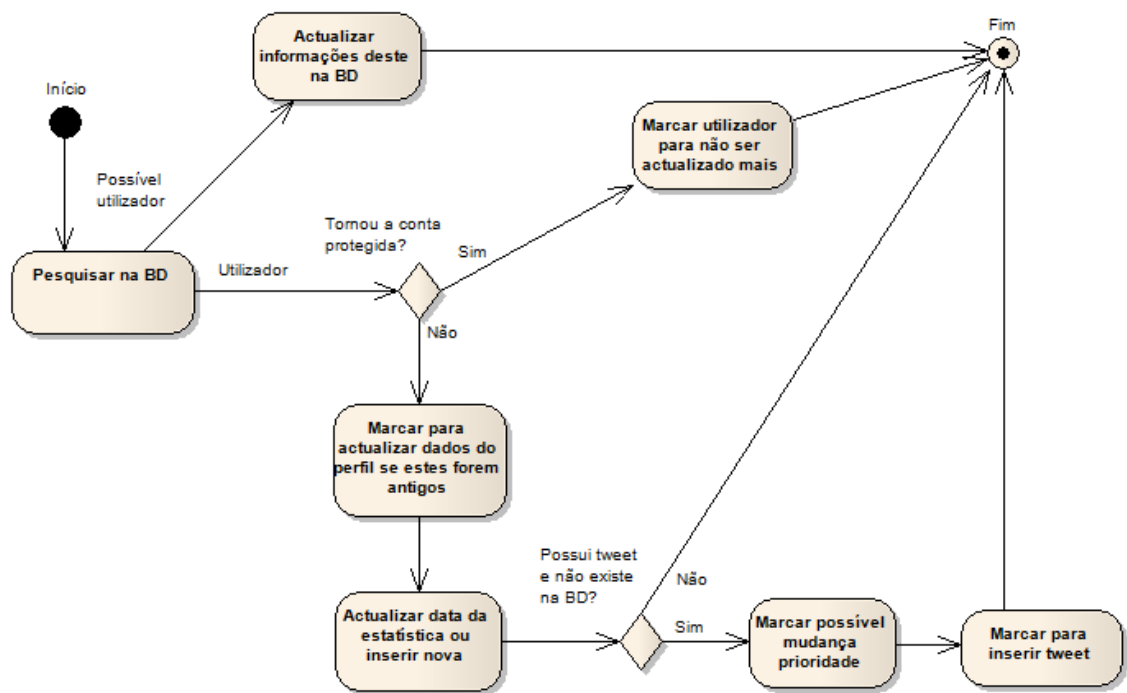 Actualizar
informações deste
na BD
Fim
Início
Marcar utilizador
para não ser
actualizado mais
Possível
utilizador
Tornou a conta
protegida?
Sim
Pesquisar na BD
Utilizador
Não
Marcar para
actualizar dados do
perfil se estes forem
antigos
Possui tweet
e não existe
na BD?
Não
Actualizar data da
estatística ou
inserir nova
Sim
Marcar possível
mudança
prioridade
Marcar para
inserir tweet